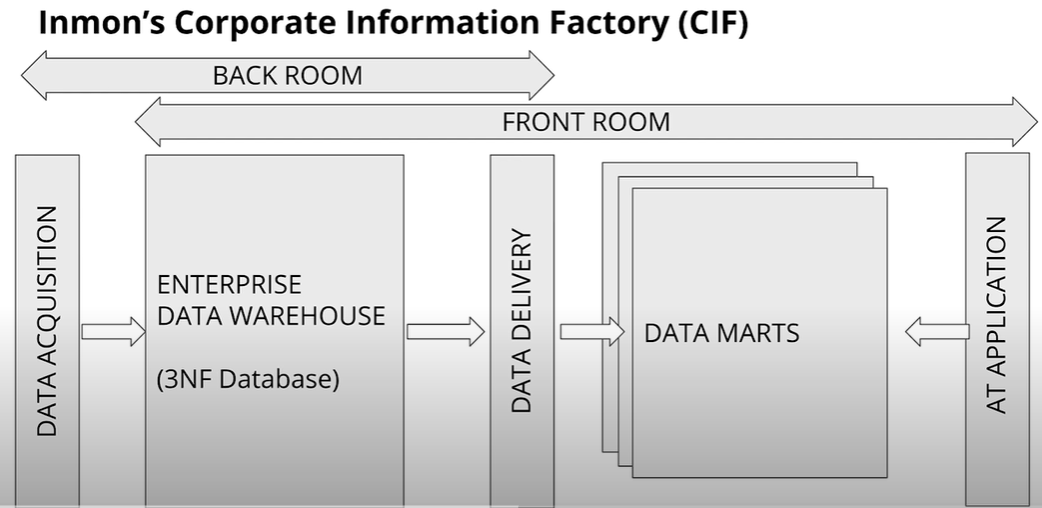 Inmon's Corporate Information Factory (CIF)
BACK ROOM
FRONT ROOM
DATA ACQUISITION
ENTERPRISE
DATA WAREHOUSE
(3NF Database)
DATA DELIVERY
DATA MARTS
AT APPLICATION